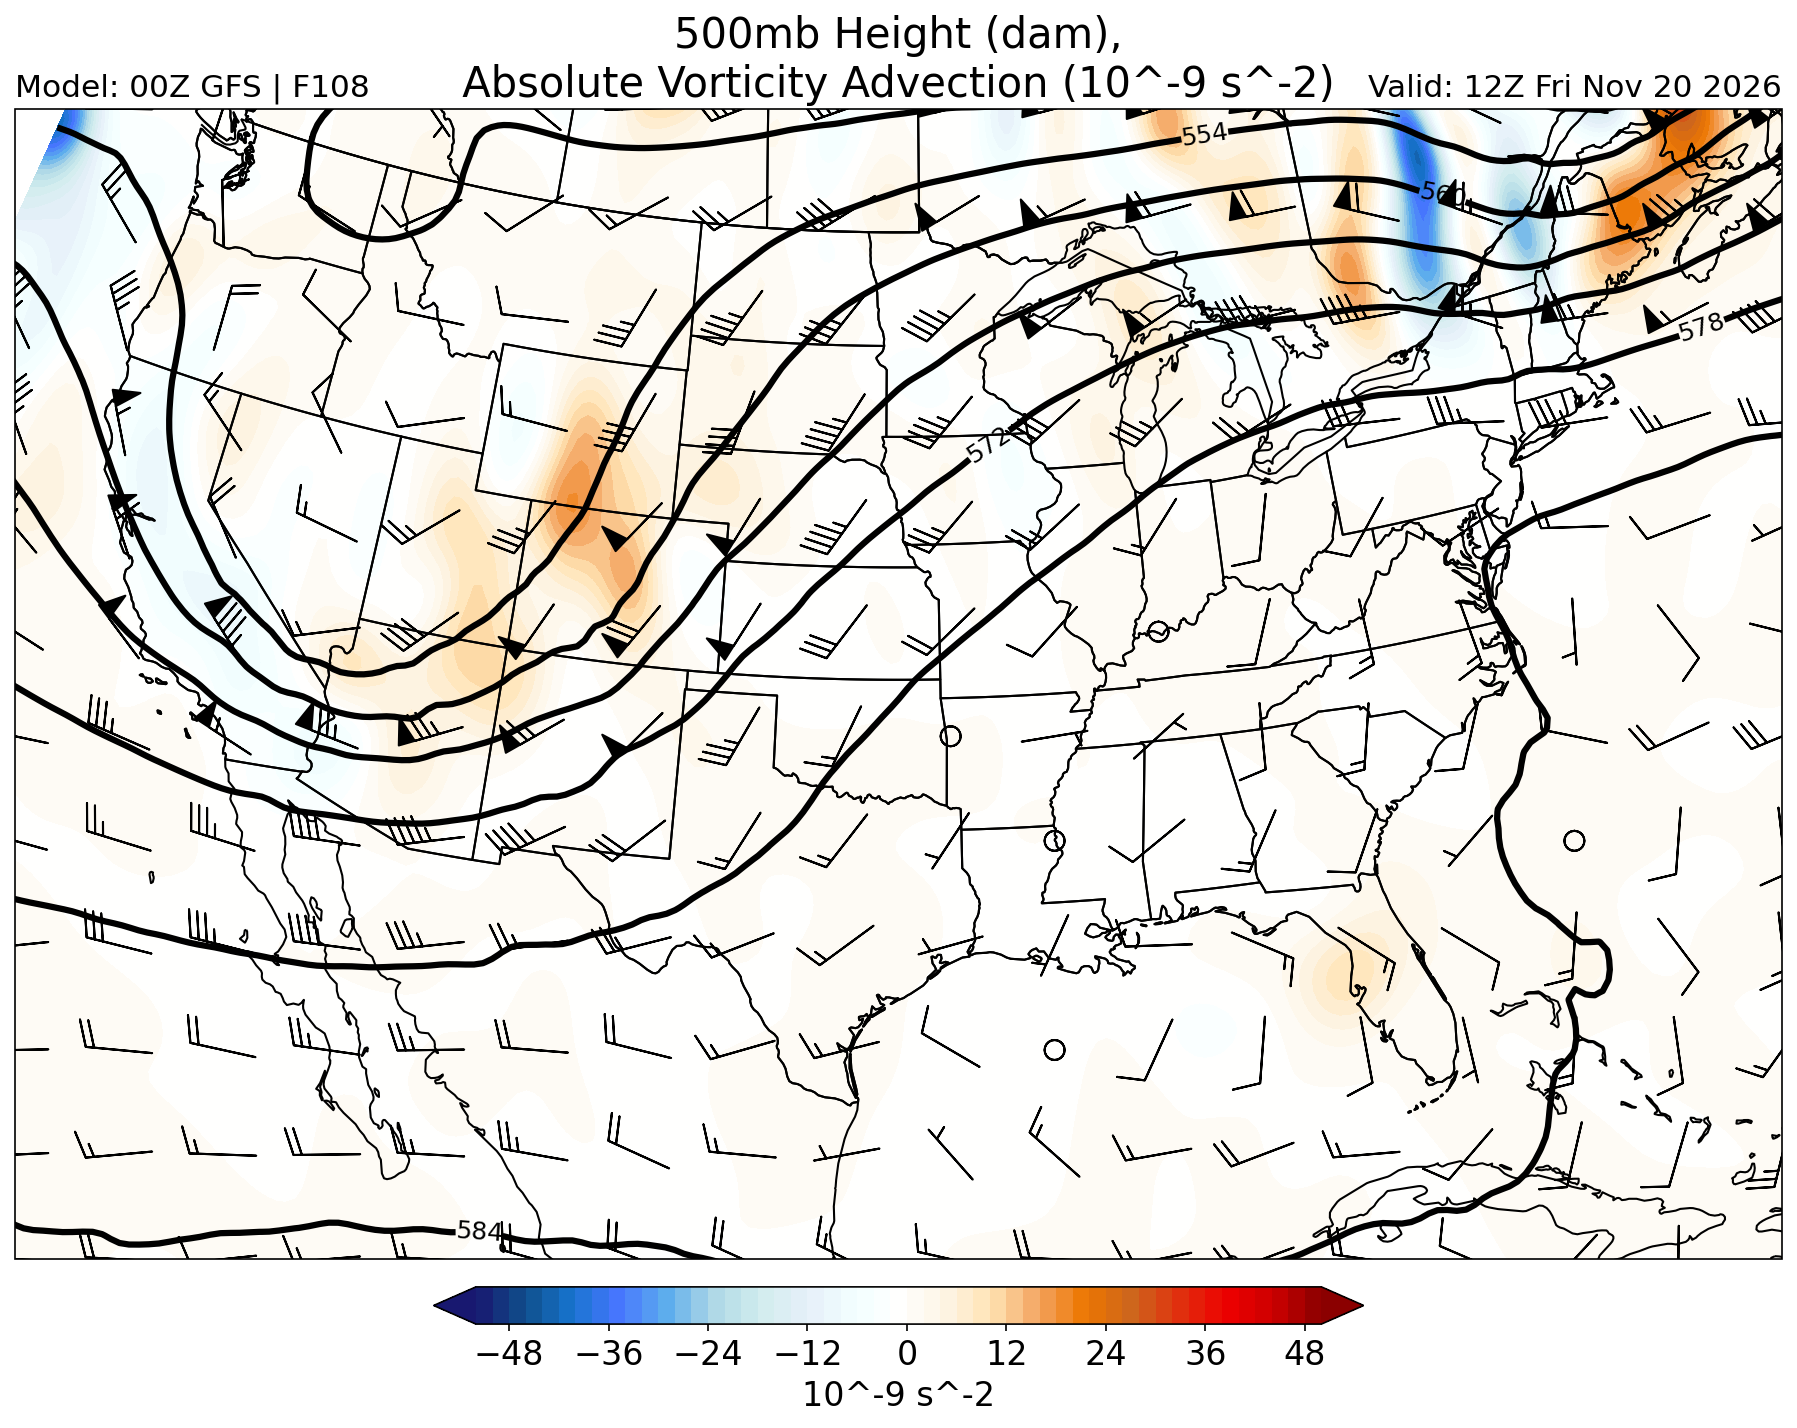 500mb Height (dam),
Model: 00Z GFS | F108
Absolute Vorticity Advection (10^-9 s^-2)
Valid: 12Z Fri Nov 20 2026
554
560
578
572
584
−48 −36 −24 −12 0 12 24 36 48
10^-9 s^-2